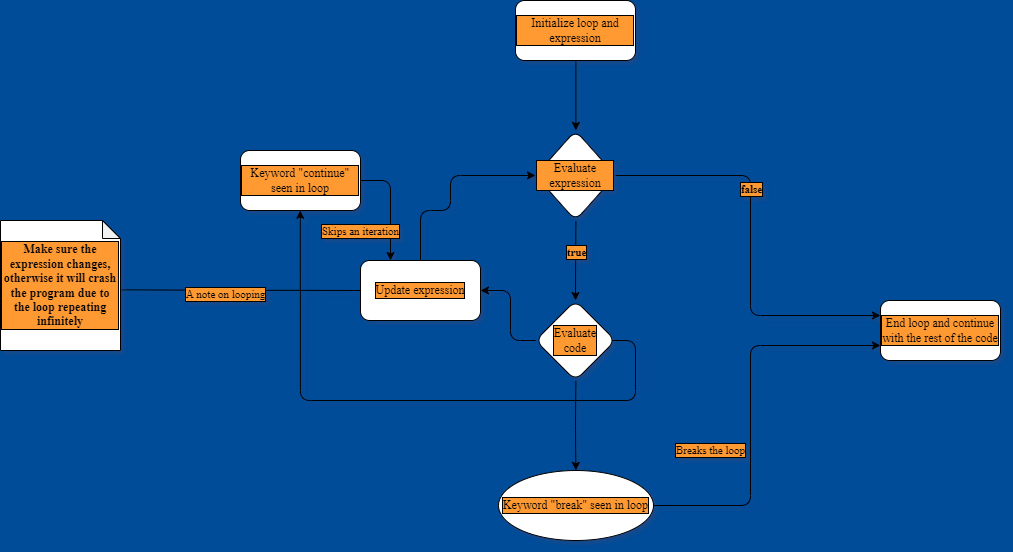 Initialize loop and
expression
Keyword "continue"
seen in loop
Evaluate
expression
false
Skips an iteration
Make sure the
expression changes,
otherwise it will crash
the program due to
the loop repeating
infinitely
true
A note on looping
Update expression
Evaluate
code
End loop and continue
with the rest of the code
Breaks the loop
Keyword "break" seen in loop